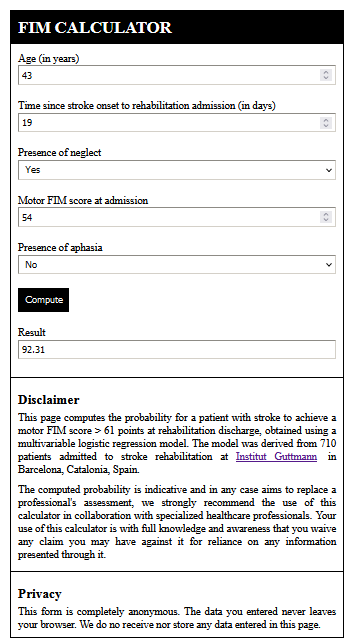 FIM CALCULATOR
Age (in years)
43
Time since stroke onset to rehabilitation admission (in days)
19
Presence of neglect
Yes
Motor FIM score at admission
54
Presence of aphasia
No
Compute
Result
92.31
Disclaimer
This page computes the probability for a patient with stroke to achieve a
motor FIM score > 61 points at rehabilitation discharge, obtained using a
multivariable logistic regression model. The model was derived from 710
patients admitted to stroke rehabilitation at Institut Guttmann in
Barcelona, Catalonia, Spain.
The computed probability is indicative and in any case aims to replace a
professional's assessment, we strongly recommend the use of this
calculator in collaboration with specialized healthcare professionals. Your
use of this calculator is with full knowledge and awareness that you waive
any claim you may have against it for reliance on any information
presented through it.
Privacy
This form is completely anonymous. The data you entered never leaves
your browser. We do no receive nor store any data entered in this page.